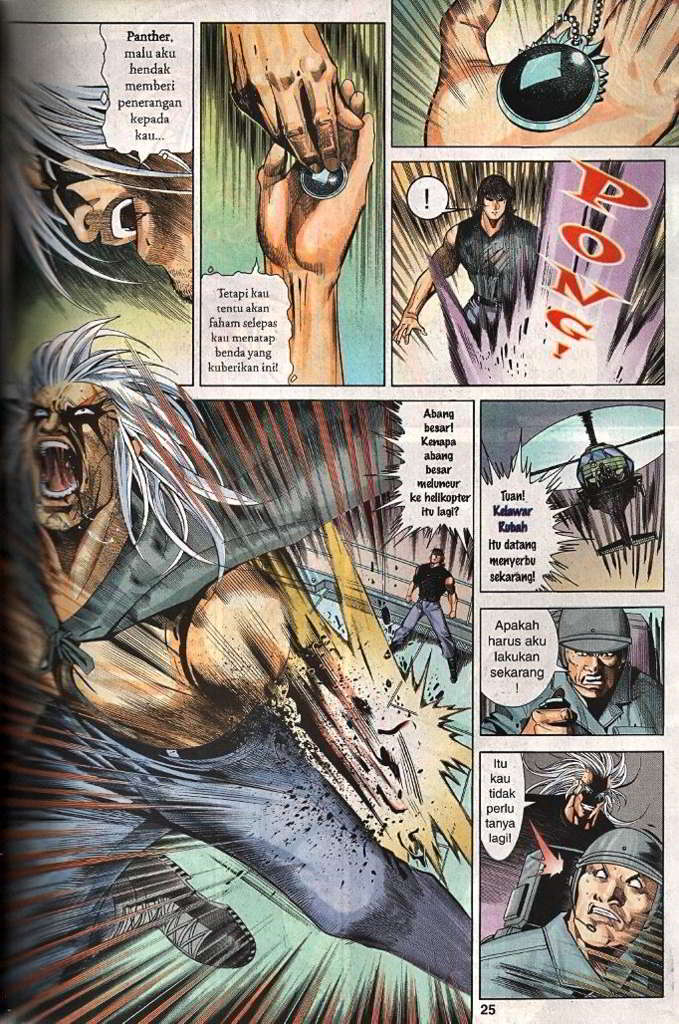 Panther,
malu aku
hendak
memberi
penerangan
kepada
kau...
Tetapi kau
tentu akan
faham selepas
kau menatap
benda yang
kuberikan ini!
!
PONG
Abang
besar!
Kenapa
abang
besar
meluncur
ke helikopter
itu lagi?
Tuan!
Kelawar
Rubah
Itu datang
menyerbu
sekarang!
Apakah
harus aku
lakukan
sekarang
!
Itu
kau
tidak
perlu
tanya
lagi!
25